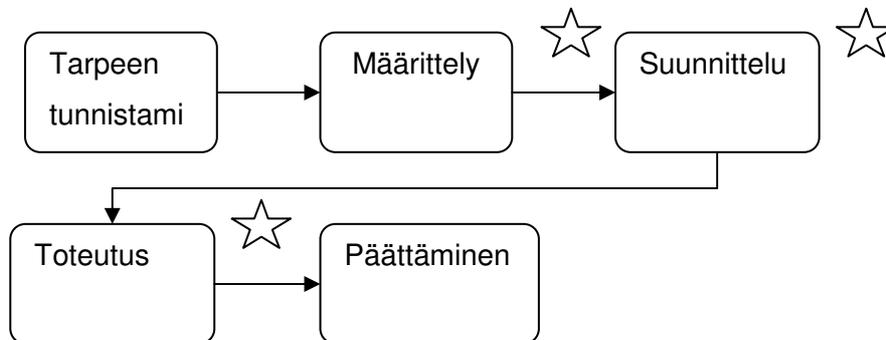 Tarpeen
tunnistami
Määrittely
Suunnittelu
Toteutus
Päättäminen